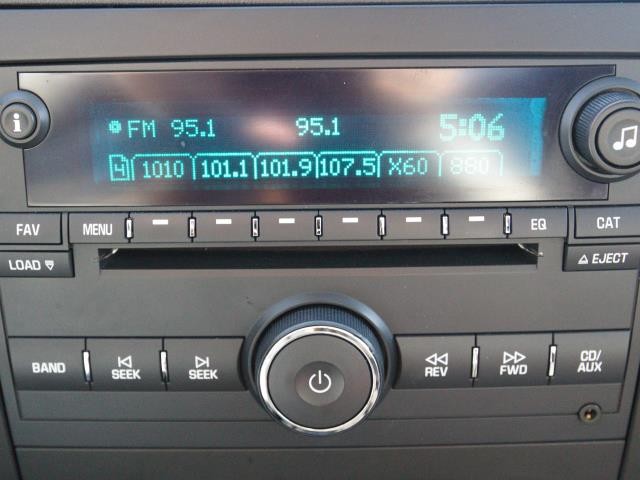 FM 95.1 95.1 5:06
4 1010 101.1 101.9 107.5 X60 880
FAV MENU EQ CAT
LOAD EJECT
BAND SEEK SEEK REV FWD CD/
AUX